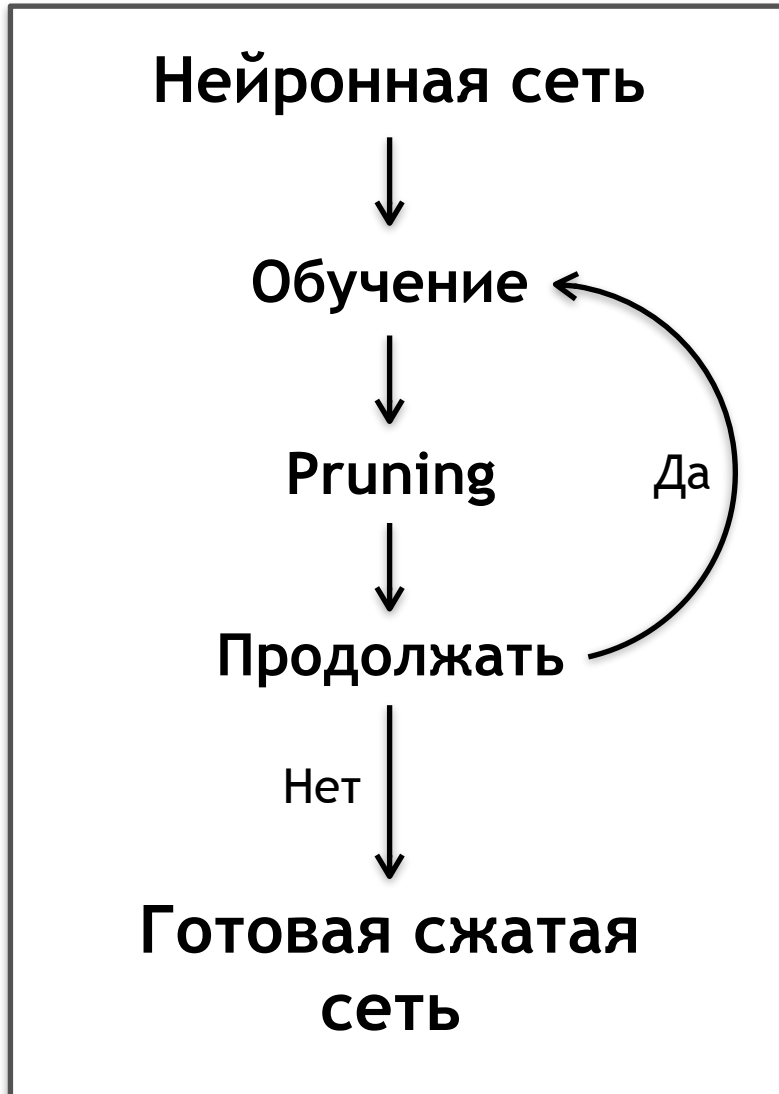 Нейронная сеть
Обучение
Pruning
Да
Продолжать
Нет
Готовая сжатая
сеть